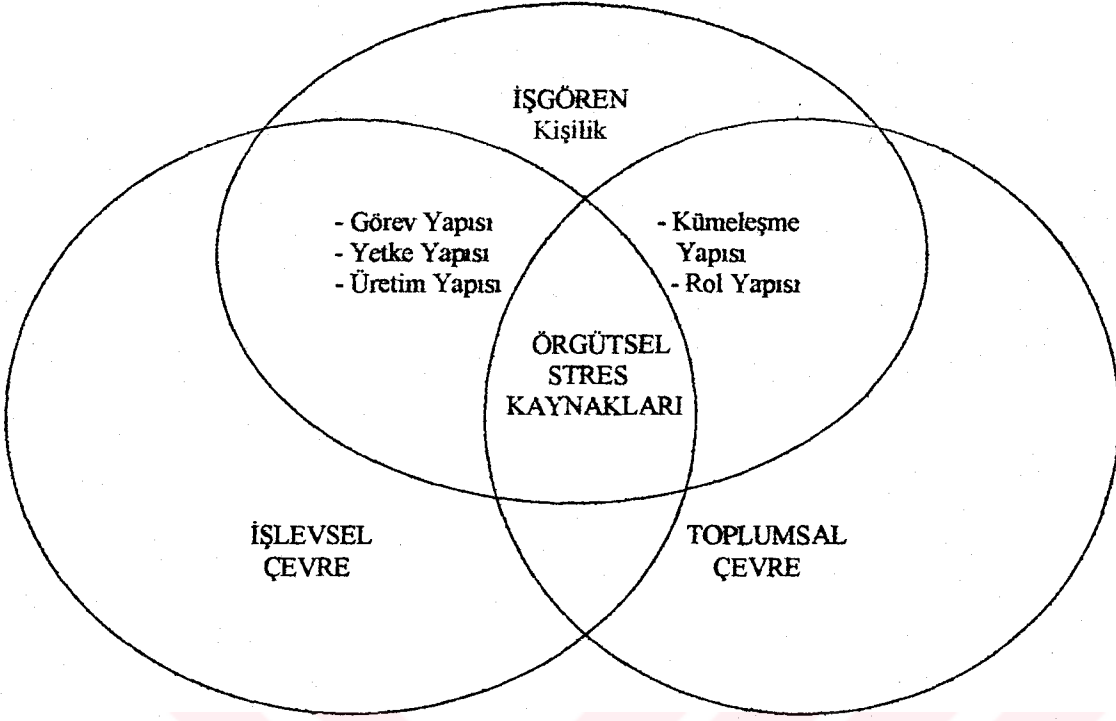 İŞGÖREN
Kişilik
- Görev Yapısı
- Yetke Yapısı
- Üretim Yapısı
- Kümeleşme
Yapısı
- Rol Yapısı
ÖRGÜTSEL
STRES
KAYNAKLARI
İŞLEVSEL
ÇEVRE
TOPLUMSAL
ÇEVRE